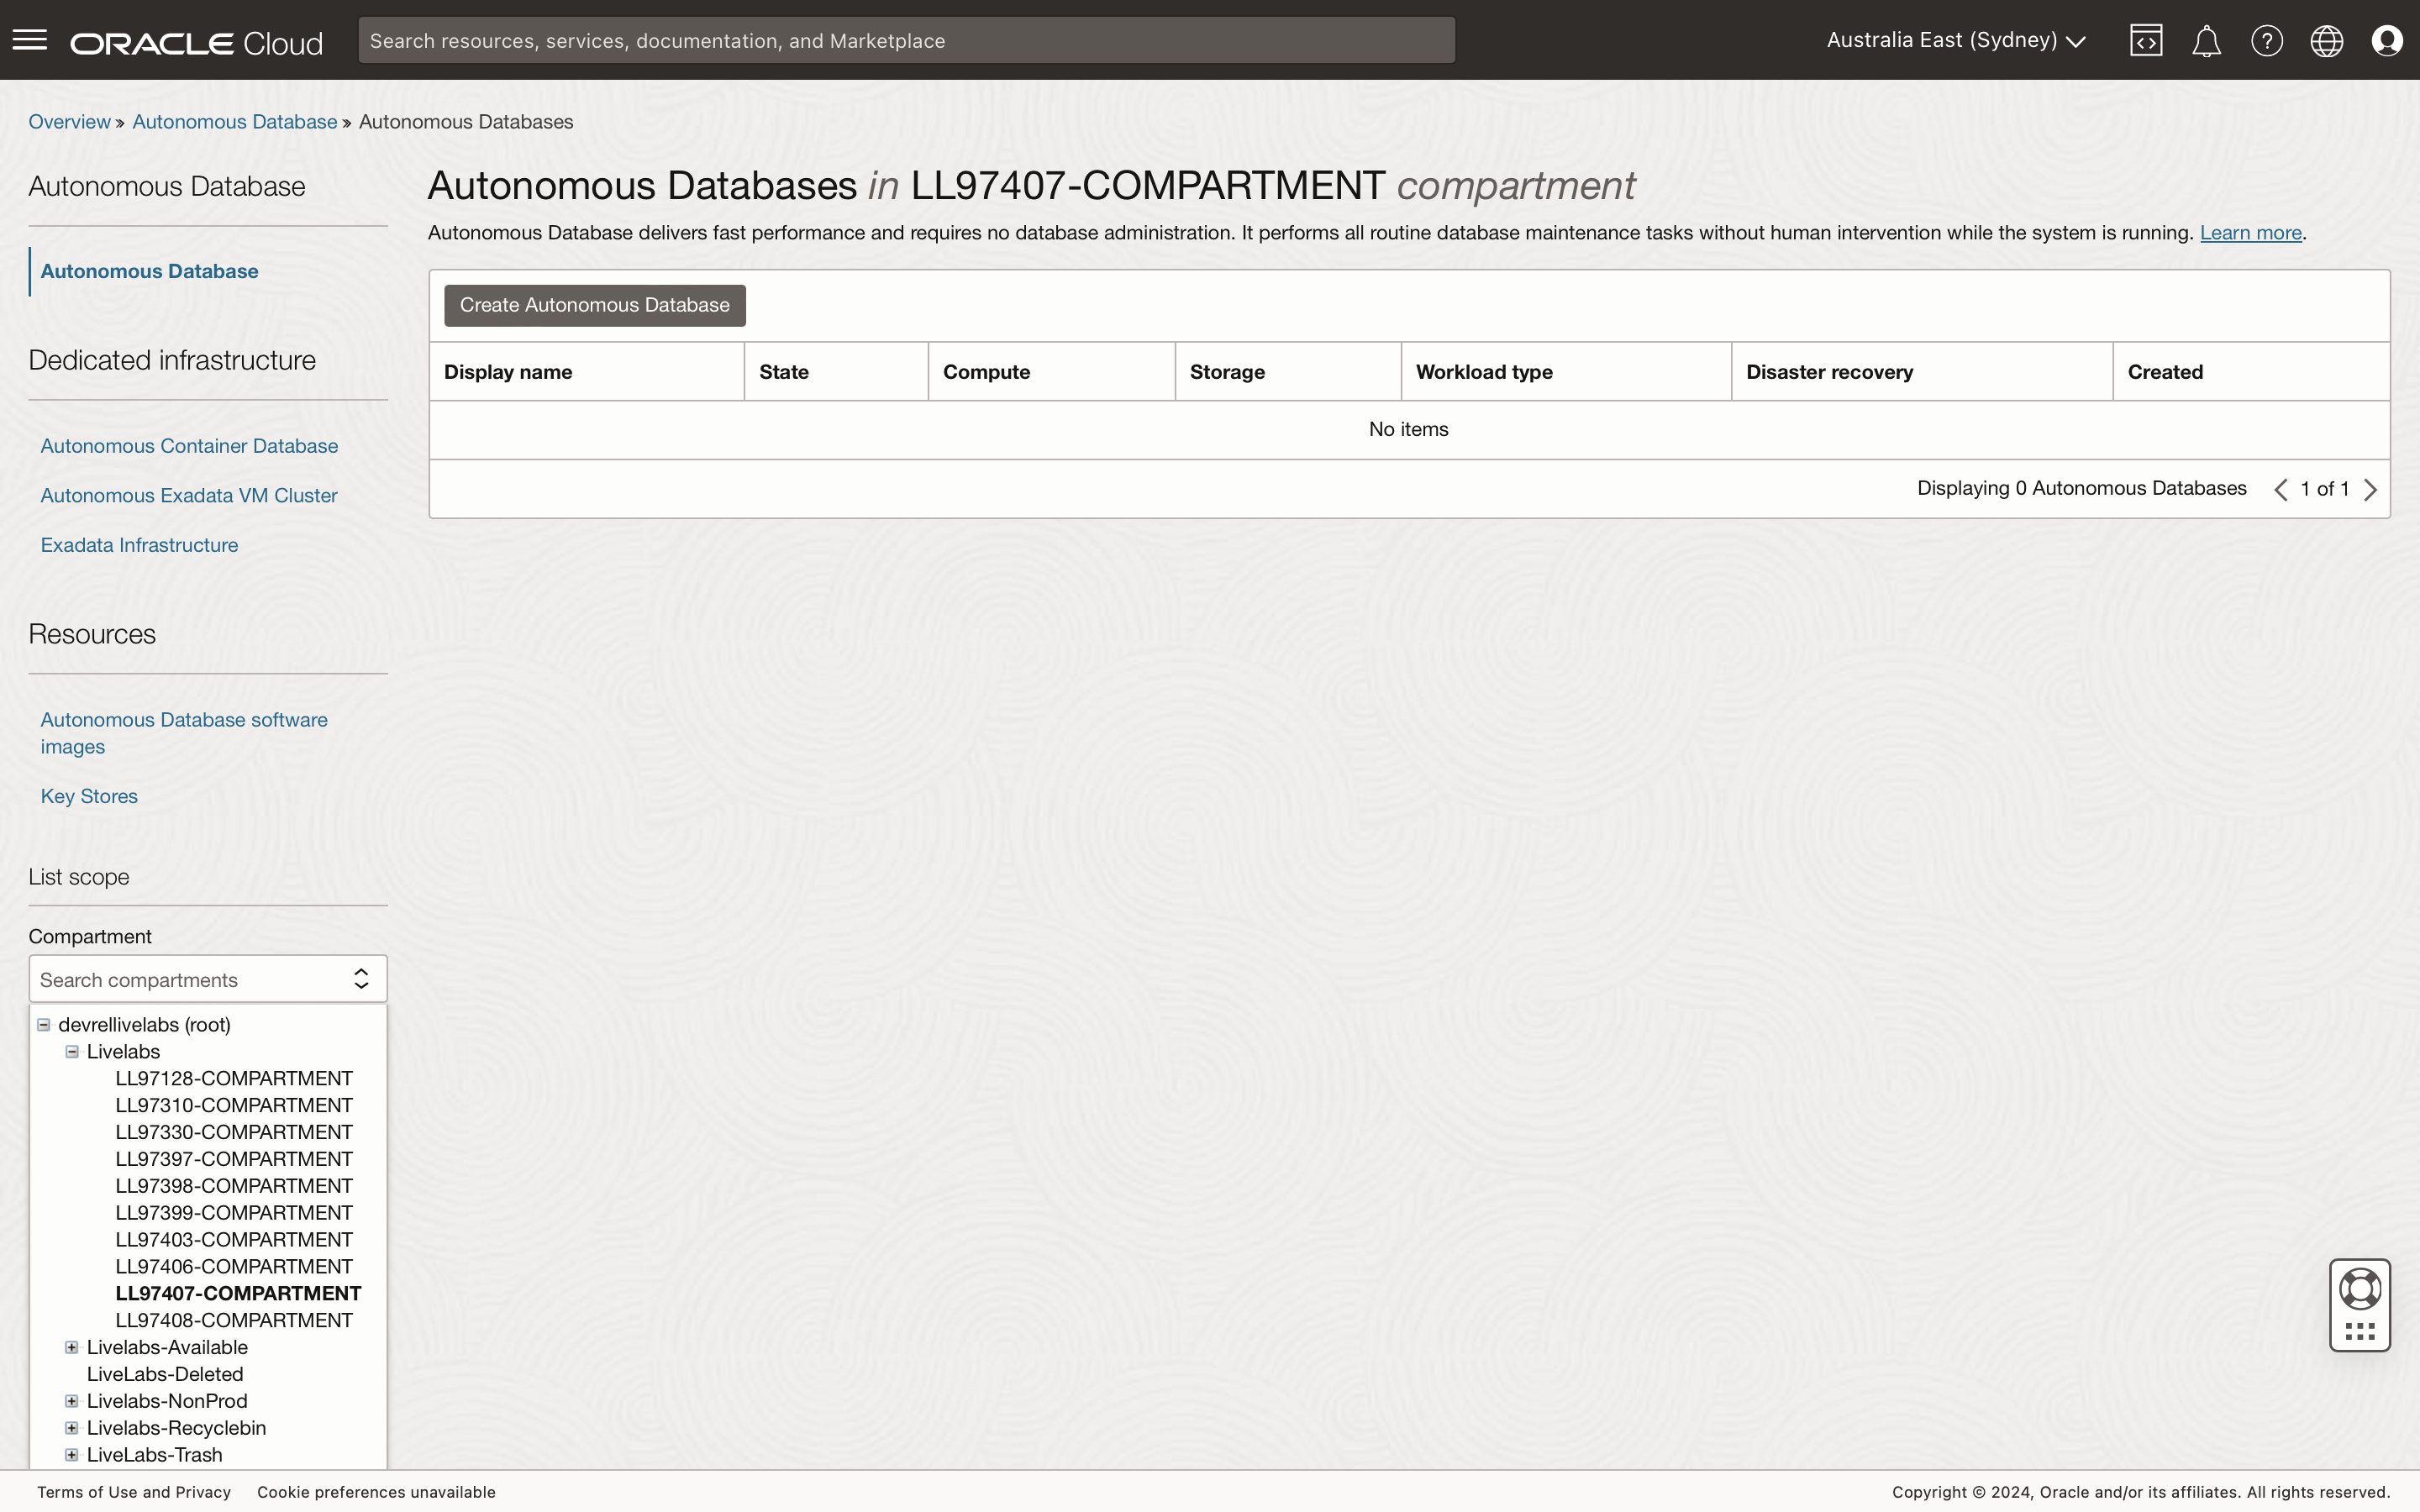 ORACLE Cloud
Search resources, services, documentation, and Marketplace
Australia East (Sydney)
Overview » Autonomous Database » Autonomous Databases
Autonomous Database
Autonomous Database
Dedicated infrastructure
Autonomous Container Database
Autonomous Exadata VM Cluster
Exadata Infrastructure
Resources
Autonomous Database software
images
Key Stores
List scope
Compartment
Search compartments
devrellivelabs (root)
Livelabs
LL97128-COMPARTMENT
LL97310-COMPARTMENT
LL97330-COMPARTMENT
LL97397-COMPARTMENT
LL97398-COMPARTMENT
LL97399-COMPARTMENT
LL97403-COMPARTMENT
LL97406-COMPARTMENT
LL97407-COMPARTMENT
LL97408-COMPARTMENT
Livelabs-Available
LiveLabs-Deleted
Livelabs-NonProd
Livelabs-Recyclebin
LiveLabs-Trash
Autonomous Databases in LL97407-COMPARTMENT compartment
Autonomous Database delivers fast performance and requires no database administration. It performs all routine database maintenance tasks without human intervention while the system is running. Learn more.
Create Autonomous Database
Display name State Compute Storage Workload type Disaster recovery Created
No items
Displaying 0 Autonomous Databases 1 of 1
Terms of Use and Privacy Cookie preferences unavailable
Copyright © 2024, Oracle and/or its affiliates. All rights reserved.